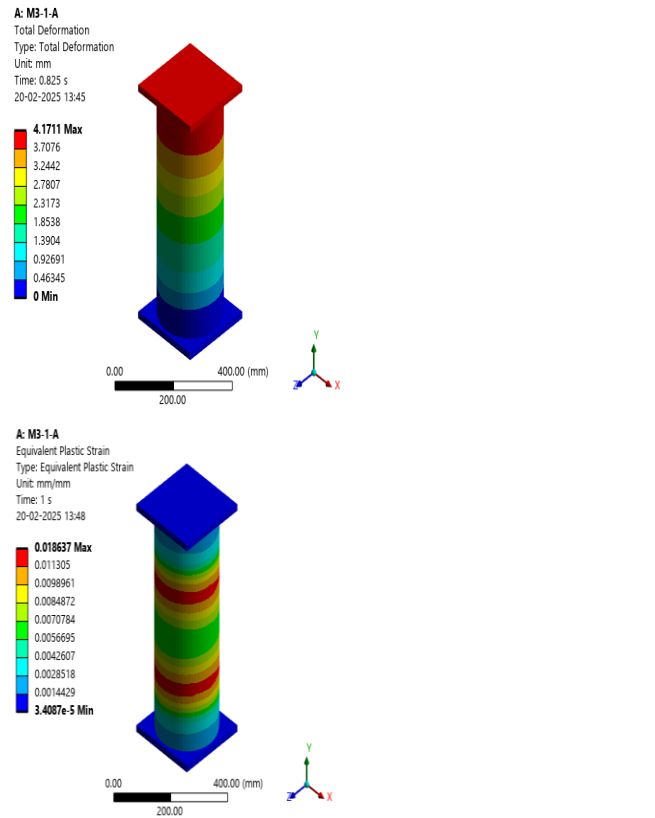 A: M3-1-A
Total Deformation
Type: Total Deformation
Unit: mm
Time: 0.825 s
20-02-2025 13:45
4.1711 Max
3.7076
3.2442
2.7807
2.3173
1.8538
1.3904
0.92691
0.46345
0 Min
Y
0.00 400.00 (mm)
200.00
Z X
A: M3-1-A
Equivalent Plastic Strain
Type: Equivalent Plastic Strain
Unit: mm/mm
Time: 1 s
20-02-2025 13:48
0.018637 Max
0.011305
0.0098961
0.0084872
0.0070784
0.0056695
0.0042607
0.0028518
0.0014429
3.4087e-5 Min
Y
0.00 400.00 (mm)
200.00
Z X